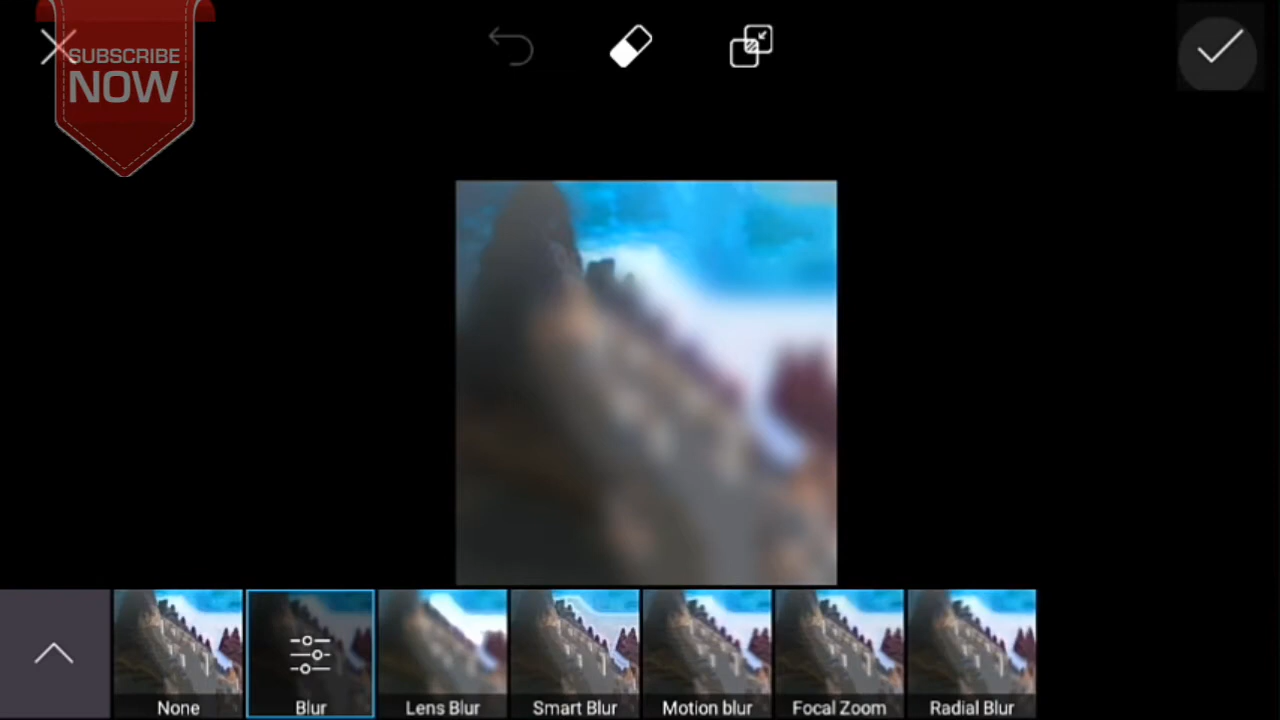 SUBSCRIBE
NOW
None
Blur
Lens Blur
Smart Blur
Motion blur
Focal Zoom
Radial Blur